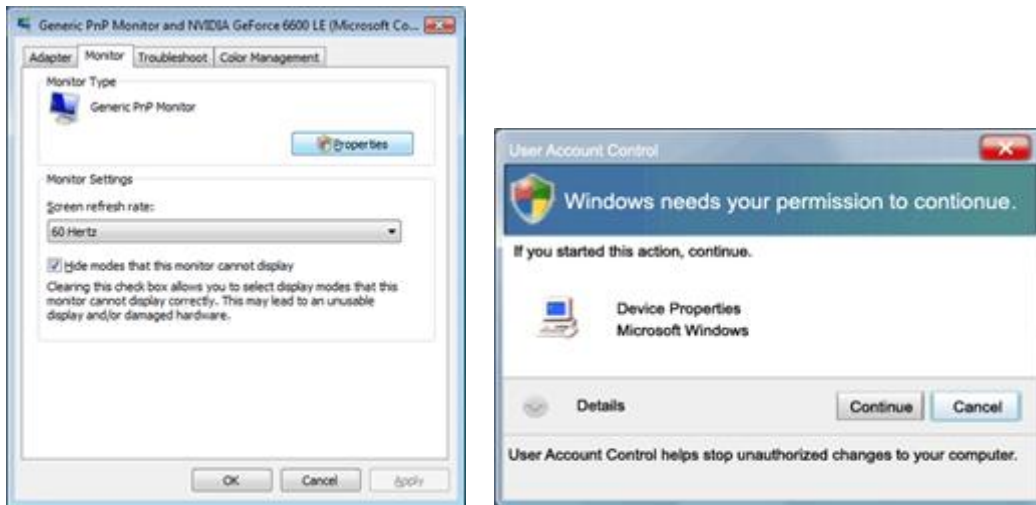 Generic PnP Monitor and NVIDIA GeForce 6600 LE (Microsoft Co...
Adapter Monitor Troubleshoot Color Management
Monitor Type
Generic PnP Monitor
Properties
Monitor Settings
Screen refresh rate:
60 Hertz
Hide modes that this monitor cannot display
Clearing this check box allows you to select display modes that this
monitor cannot display correctly. This may lead to an unusable
display and/or damaged hardware.
OK Cancel Apply
User Account Control
Windows needs your permission to contionue.
If you started this action, continue.
Device Properties
Microsoft Windows
Details Continue Cancel
User Account Control helps stop unauthorized changes to your computer.